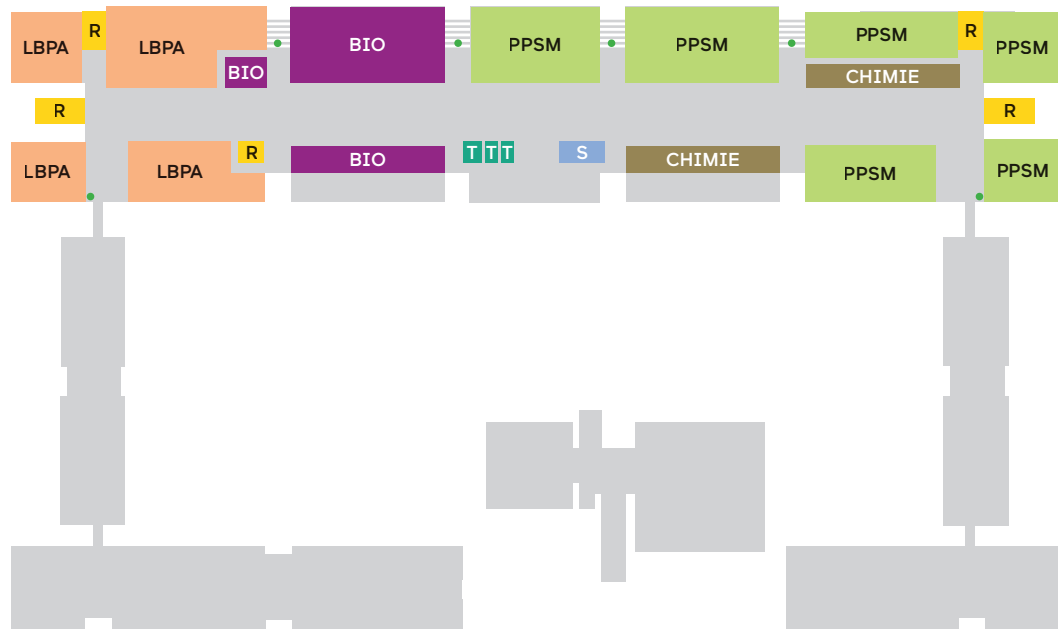 LBPA
R
LBPA
BIO
BIO
PPSM
PPSM
PPSM
R
PPSM
CHIMIE
R
R
LBPA
LBPA
R
BIO
T T T
S
CHIMIE
PPSM
PPSM